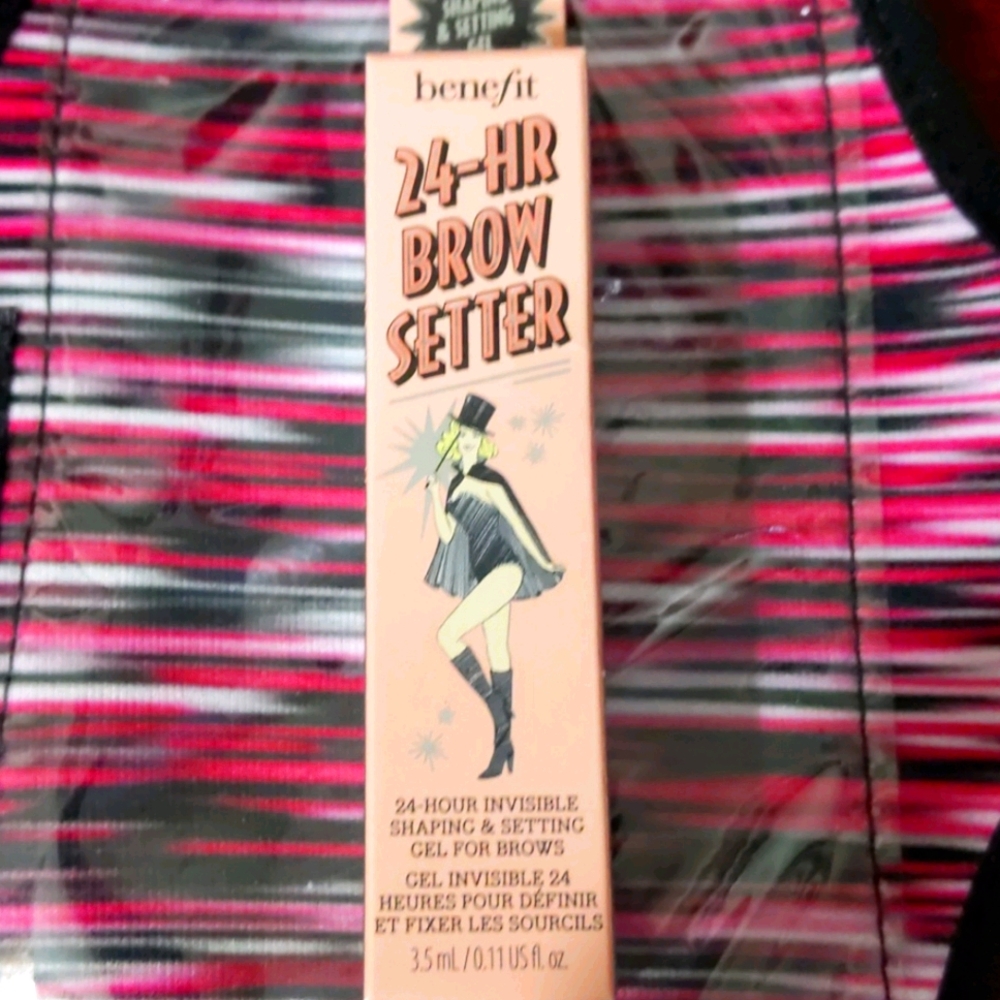 SHAPING
& SETTING
GEL
benefit
24-HR
BROW
SETTER
24-HOUR INVISIBLE
SHAPING & SETTING
GEL FOR BROWS
GEL INVISIBLE 24
HEURES POUR DÉFINIR
ET FIXER LES SOURCILS
3.5 mL / 0.11 US fl. oz.